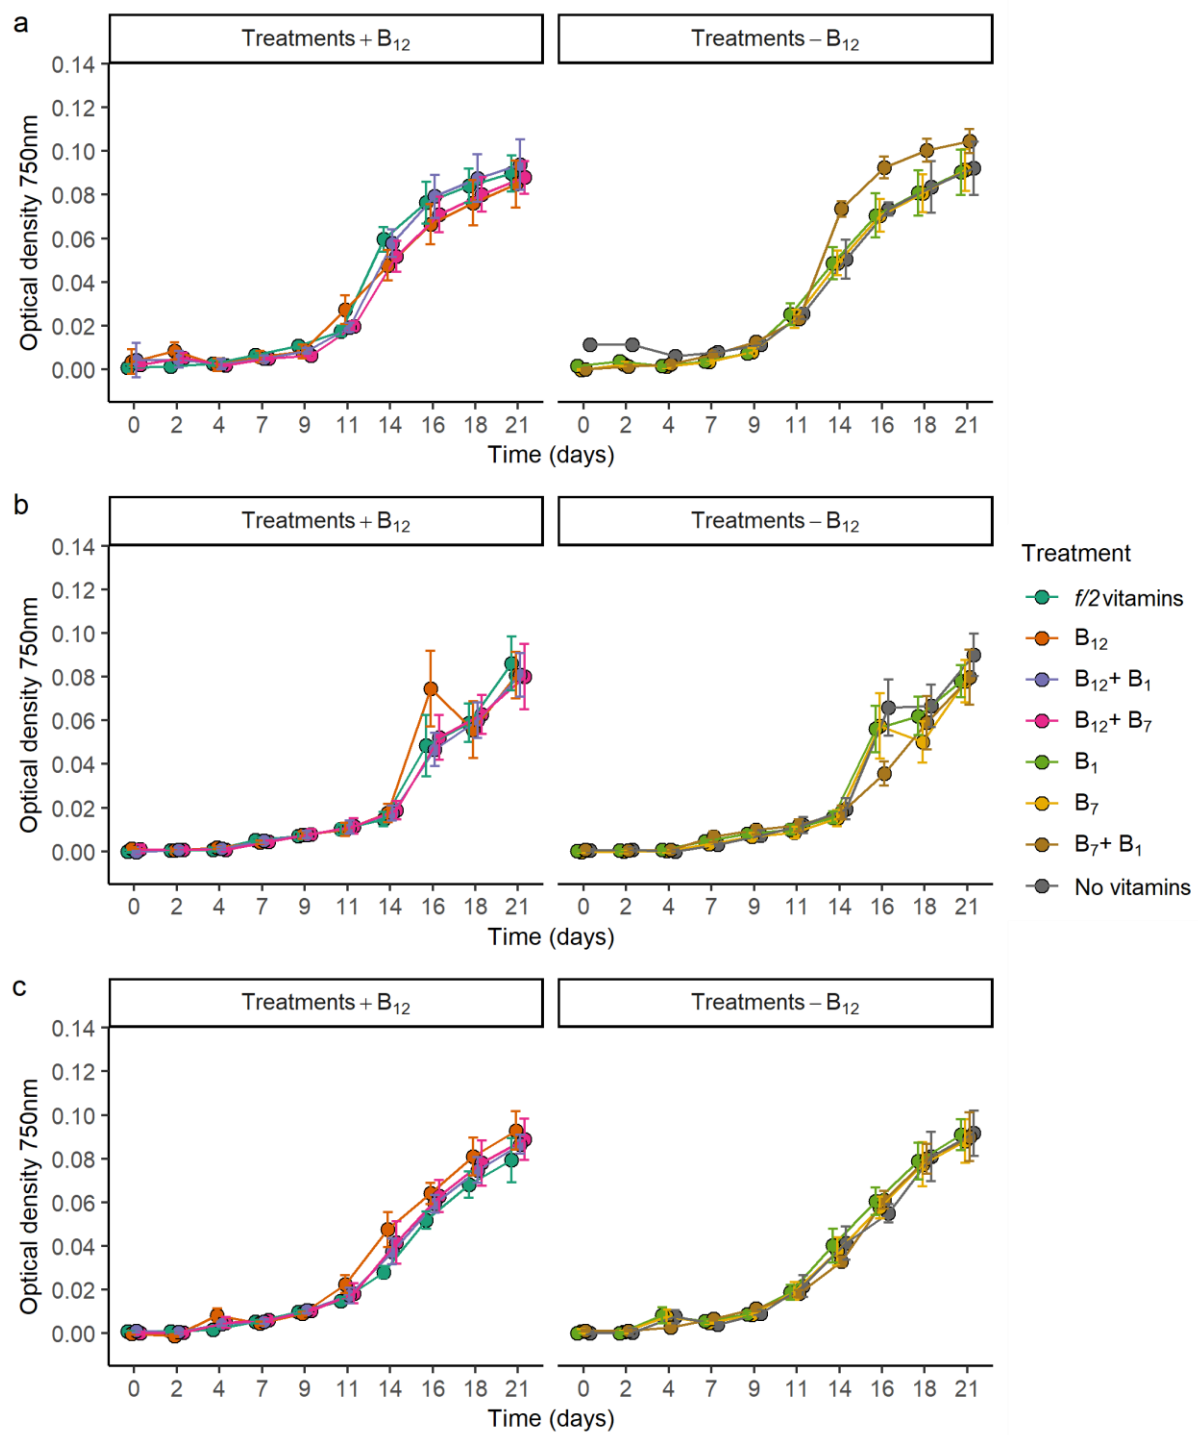 a
Treatments + B12
Treatments – B12
0.14
0.12
0.10
0.08
0.06
0.04
0.02
0.00
Optical density 750nm
0 2 4 7 9 11 14 16 18 21
0 2 4 7 9 11 14 16 18 21
Time (days)
b
Treatments + B12
Treatments – B12
0.14
0.12
0.10
0.08
0.06
0.04
0.02
0.00
Optical density 750nm
0 2 4 7 9 11 14 16 18 21
0 2 4 7 9 11 14 16 18 21
Time (days)
Treatment
f/2 vitamins
B12
B12+ B1
B12+ B7
B1
B7
B7+ B1
No vitamins
c
Treatments + B12
Treatments – B12
0.14
0.12
0.10
0.08
0.06
0.04
0.02
0.00
Optical density 750nm
0 2 4 7 9 11 14 16 18 21
0 2 4 7 9 11 14 16 18 21
Time (days)